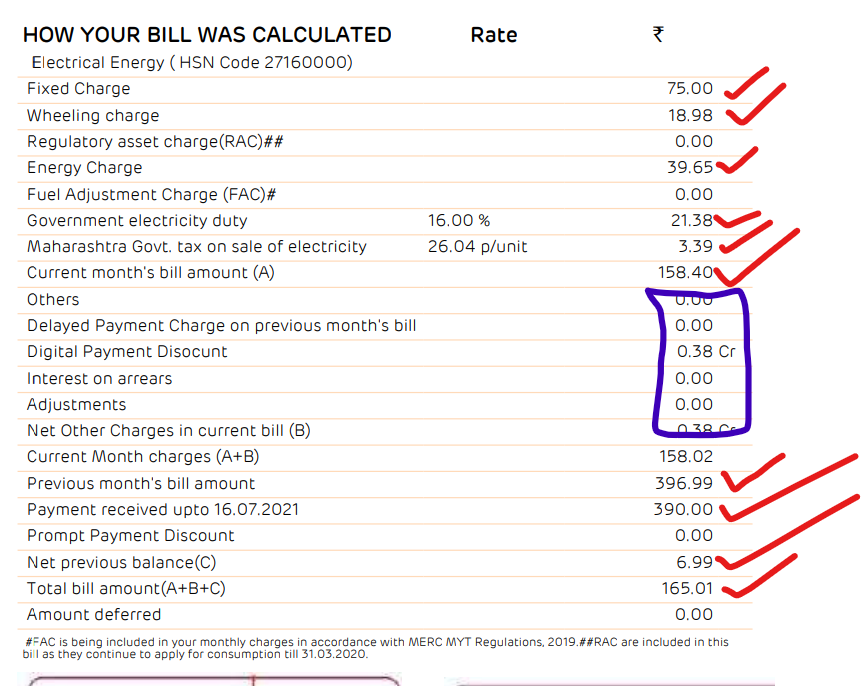 HOW YOUR BILL WAS CALCULATED Rate ₹
Electrical Energy ( HSN Code 27160000)
Fixed Charge 75.00
Wheeling charge 18.98
Regulatory asset charge(RAC)## 0.00
Energy Charge 39.65
Fuel Adjustment Charge (FAC)# 0.00
Government electricity duty 16.00 % 21.38
Maharashtra Govt. tax on sale of electricity 26.04 p/unit 3.39
Current month's bill amount (A) 158.40
Others 0.00
Delayed Payment Charge on previous month's bill 0.00
Digital Payment Disocunt 0.38 Cr
Interest on arrears 0.00
Adjustments 0.00
Net Other Charges in current bill (B) 0.38 Cr
Current Month charges (A+B) 158.02
Previous month's bill amount 396.99
Payment received upto 16.07.2021 390.00
Prompt Payment Discount 0.00
Net previous balance(C) 6.99
Total bill amount(A+B+C) 165.01
Amount deferred 0.00
#FAC is being included in your monthly charges in accordance with MERC MYT Regulations, 2019.##RAC are included in this
bill as they continue to apply for consumption till 31.03.2020.